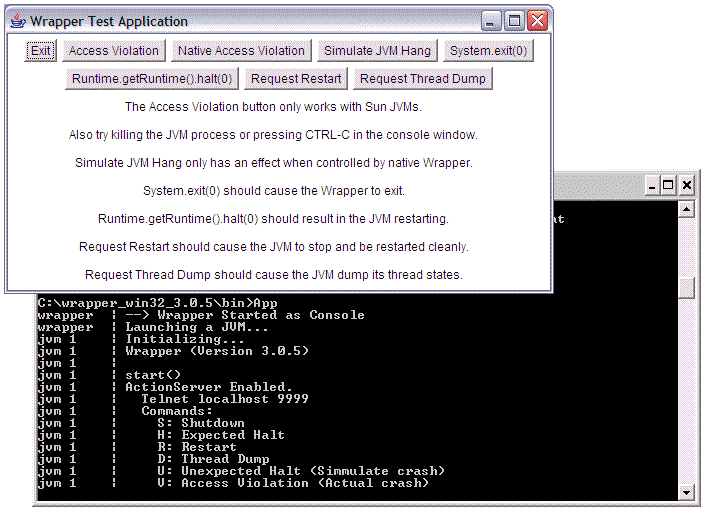 Wrapper Test Application
Exit Access Violation Native Access Violation Simulate JVM Hang System.exit(0)
Runtime.getRuntime().halt(0) Request Restart Request Thread Dump
The Access Violation button only works with Sun JVMs.
Also try killing the JVM process or pressing CTRL-C in the console window.
Simulate JVM Hang only has an effect when controlled by native Wrapper.
System.exit(0) should cause the Wrapper to exit.
Runtime.getRuntime().halt(0) should result in the JVM restarting.
Request Restart should cause the JVM to stop and be restarted cleanly.
Request Thread Dump should cause the JVM dump its thread states.
at
C:\wrapper_win32_3.0.5\bin>App
wrapper | --> Wrapper Started as Console
wrapper | Launching a JVM...
jvm 1 | Initializing...
jvm 1 | Wrapper (Version 3.0.5)
jvm 1 |
jvm 1 | start()
jvm 1 | ActionServer Enabled.
jvm 1 | Telnet localhost 9999
jvm 1 | Commands:
jvm 1 | S: Shutdown
jvm 1 | H: Expected Halt
jvm 1 | R: Restart
jvm 1 | D: Thread Dump
jvm 1 | U: Unexpected Halt (Simmulate crash)
jvm 1 | V: Access Violation (Actual crash)